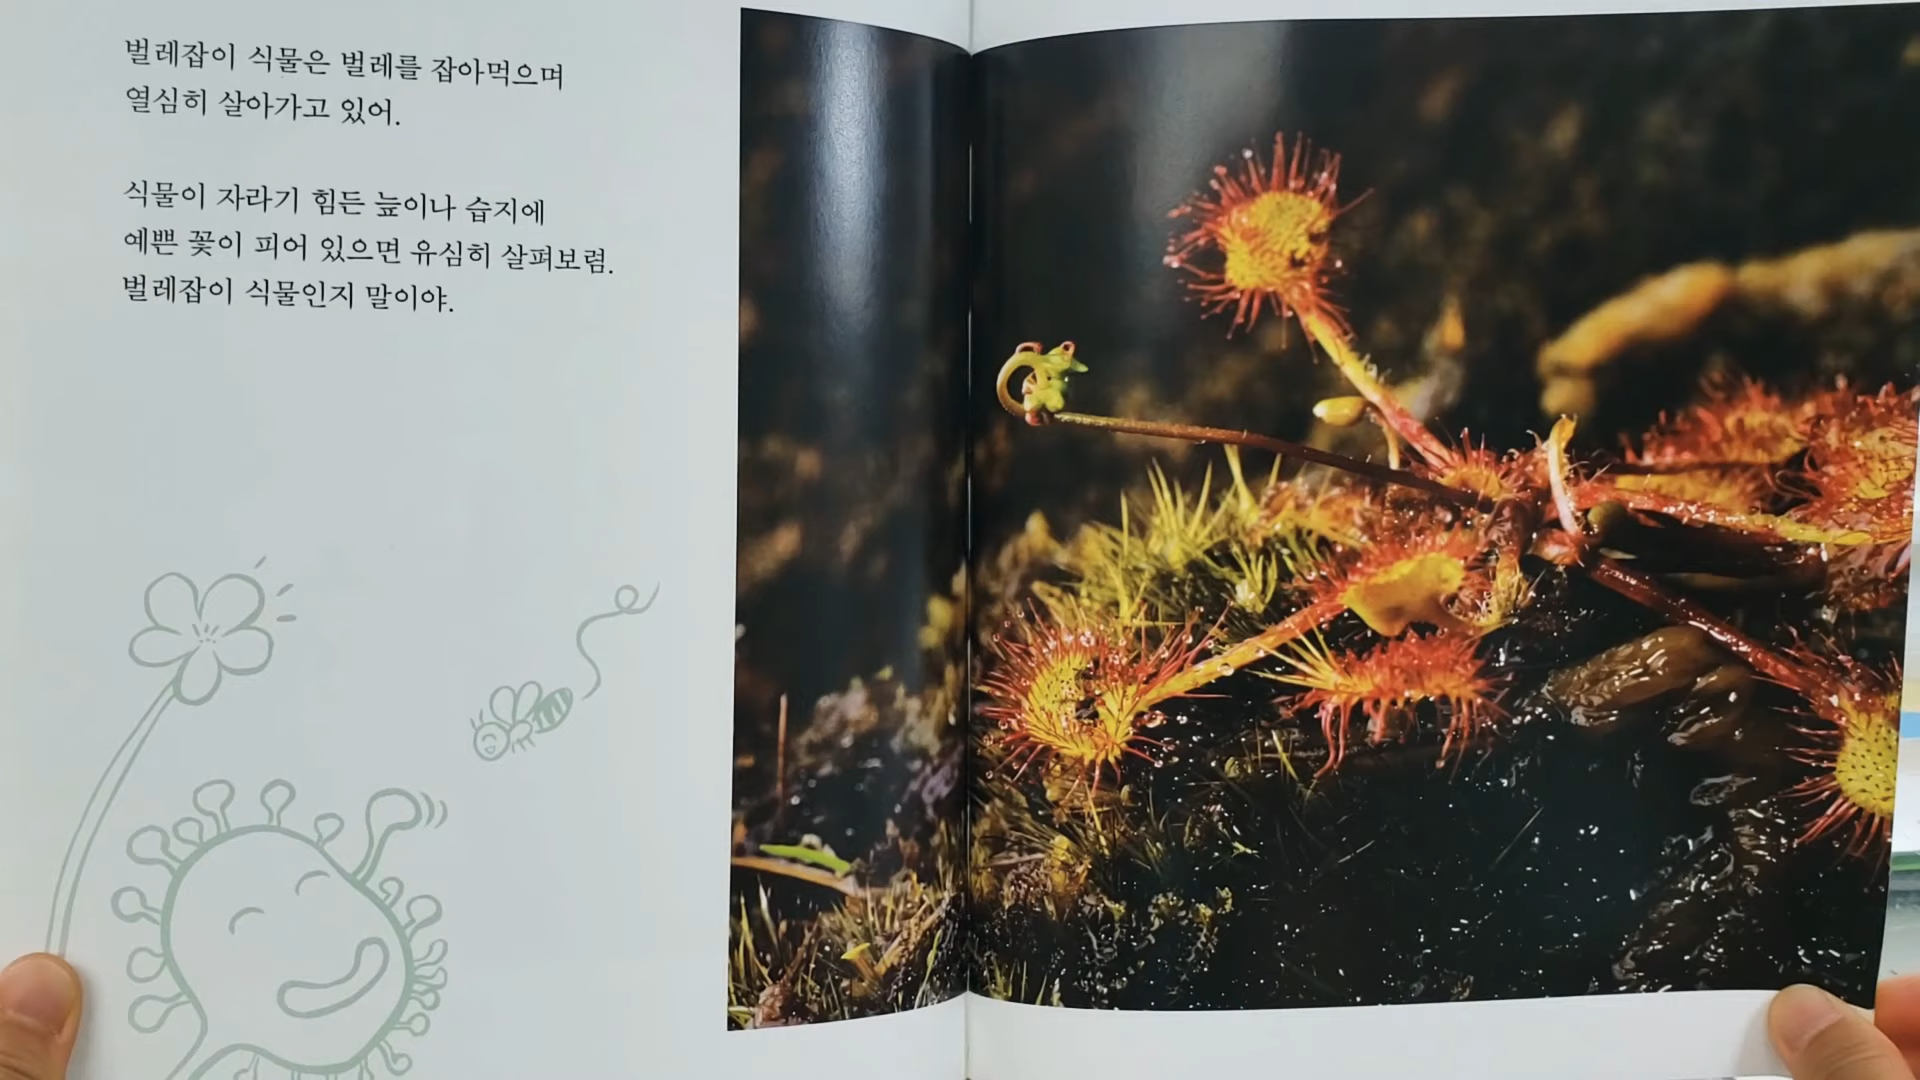 벌레잡이 식물은 벌레를 잡아먹으며
열심히 살아가고 있어.
식물이 자라기 힘든 늪이나 습지에
예쁜 꽃이 피어 있으면 유심히 살펴보렴.
벌레잡이 식물인지 말이야.